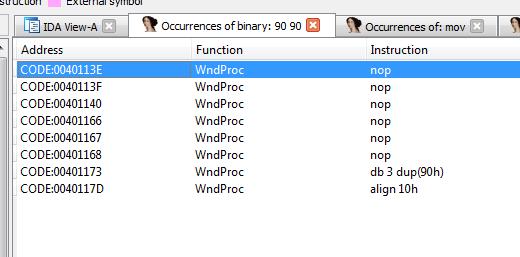 struction External symbol
IDA View-A Occurrences of binary: 90 90 Occurrences of: mov
Address Function Instruction
CODE:0040113E WndProc nop
CODE:0040113F WndProc nop
CODE:00401140 WndProc nop
CODE:00401166 WndProc nop
CODE:00401167 WndProc nop
CODE:00401168 WndProc nop
CODE:00401173 WndProc db 3 dup(90h)
CODE:0040117D WndProc align 10h